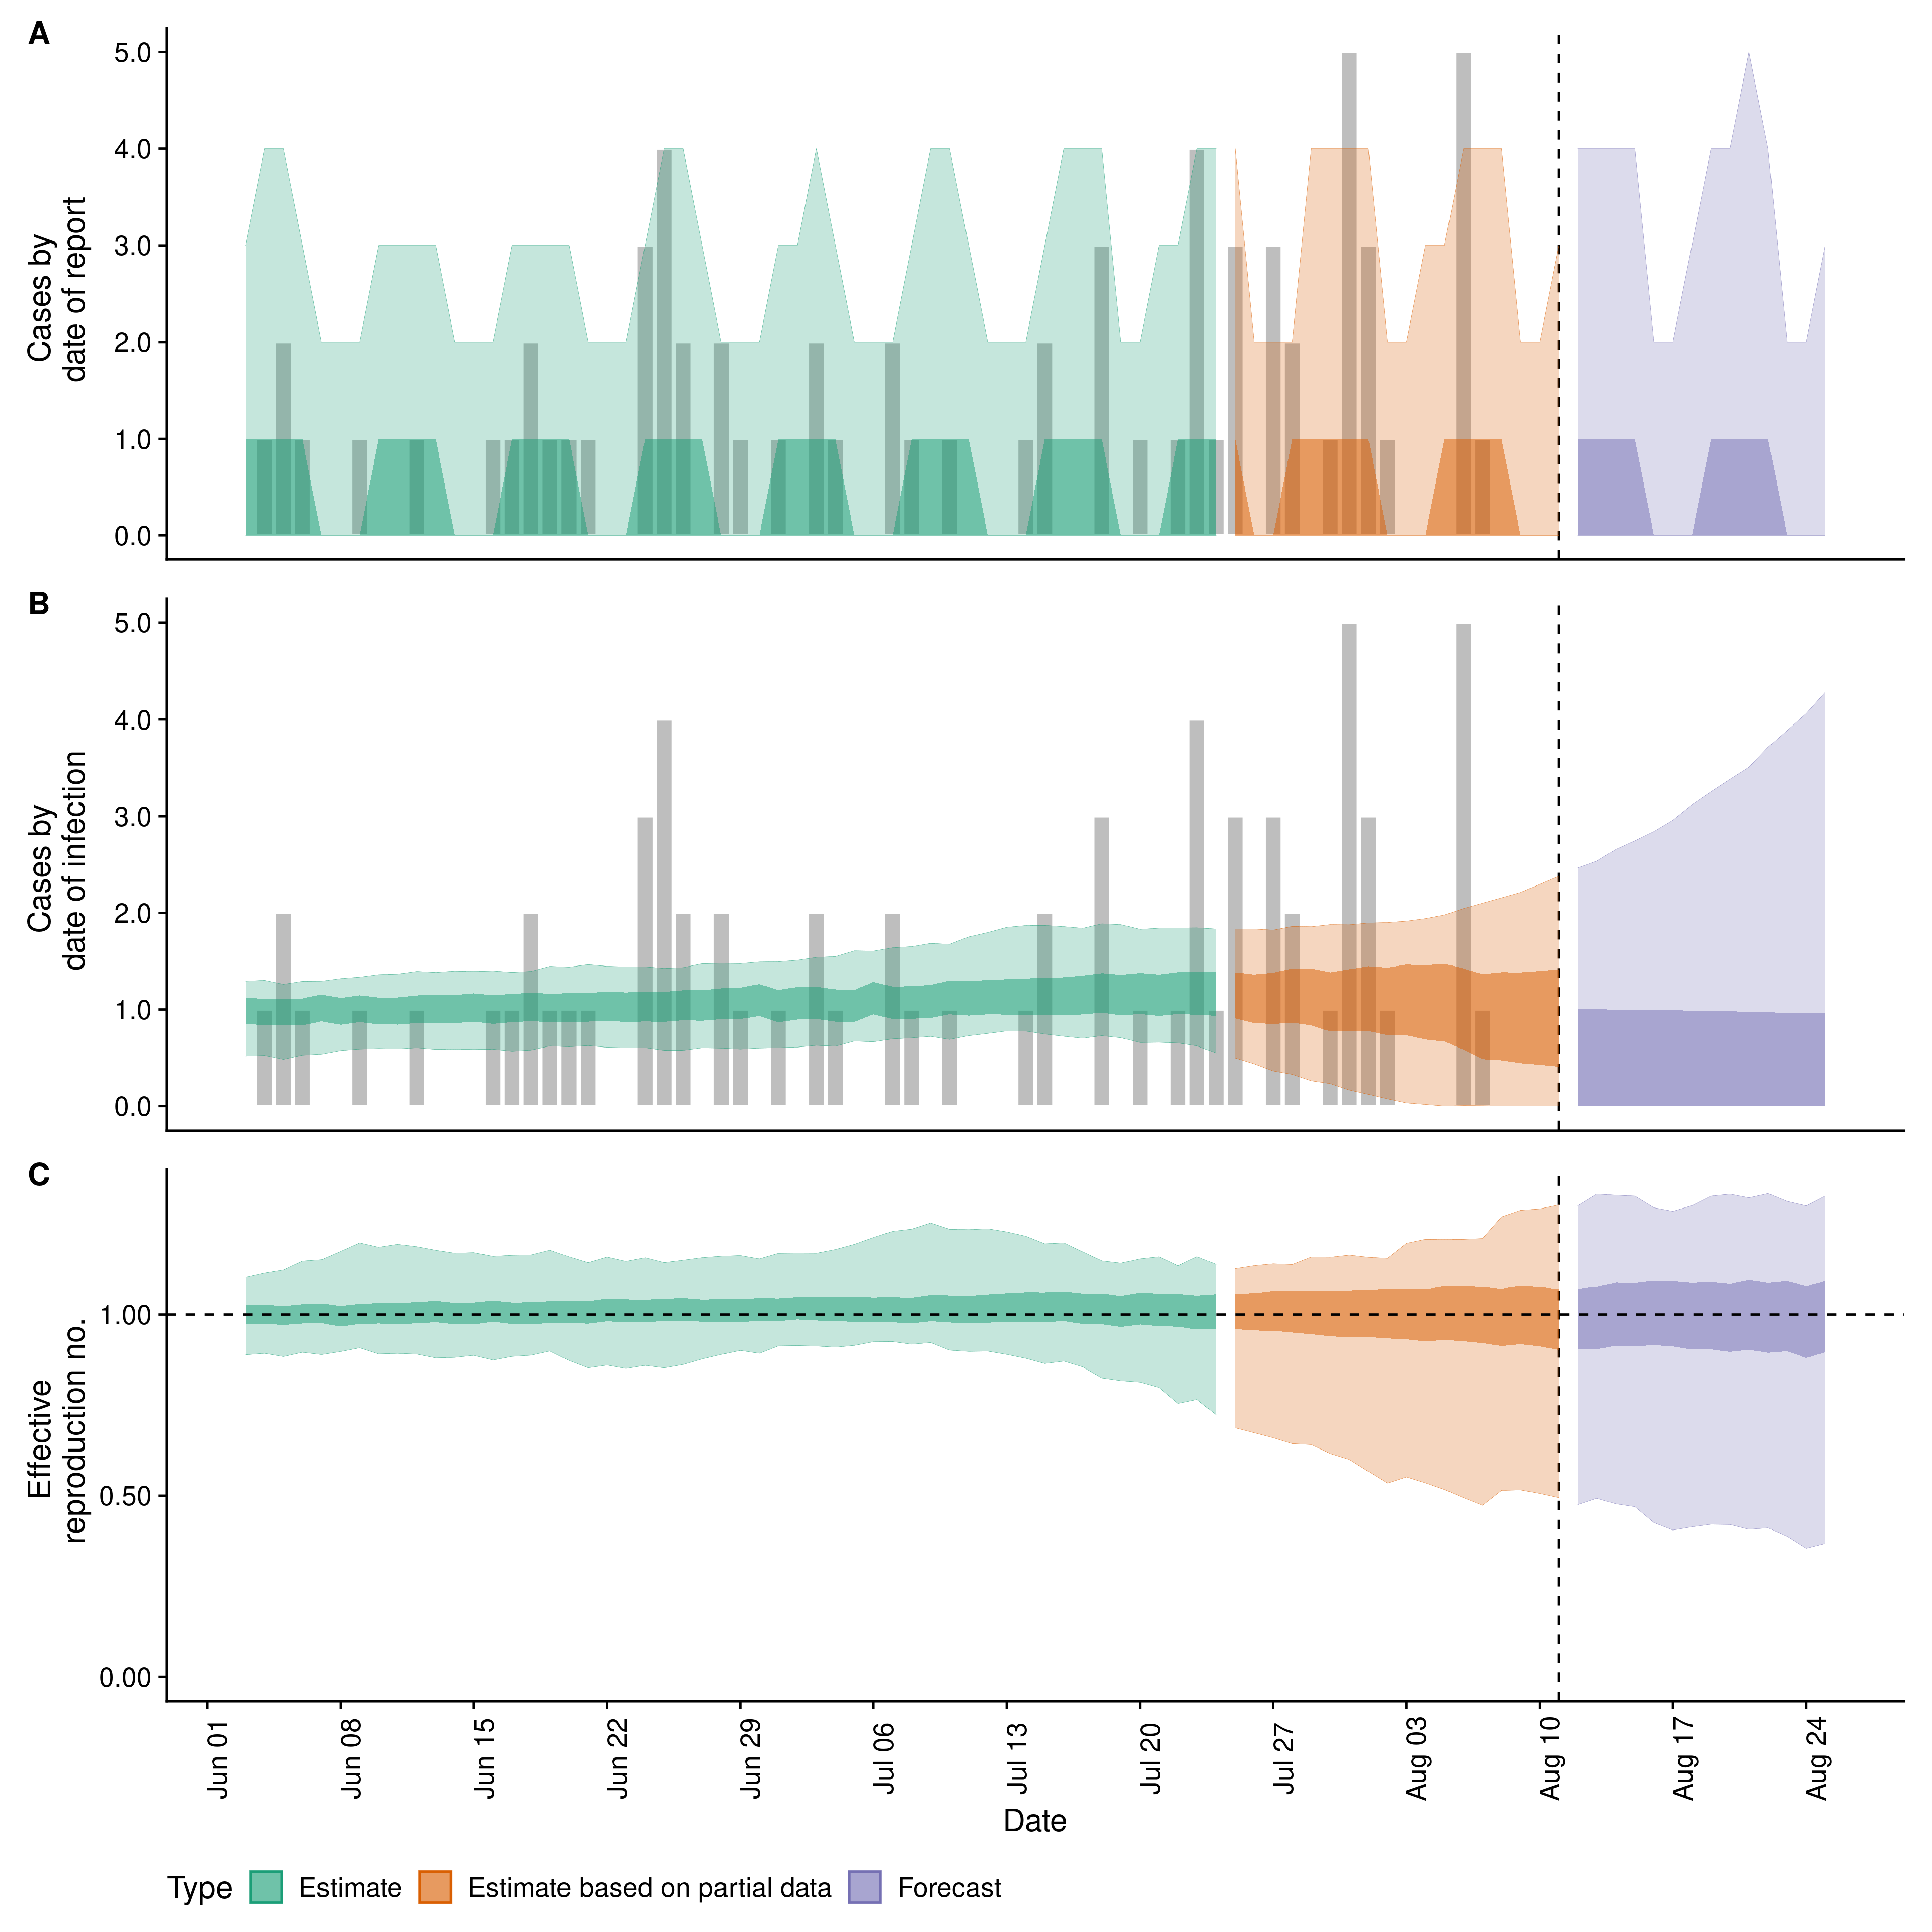 A
Cases by
date of report
5.0
4.0
3.0
2.0
1.0
0.0
B
Cases by
date of infection
5.0
4.0
3.0
2.0
1.0
0.0
C
Effective
reproduction no.
1.00
0.50
0.00
Jun 01
Jun 08
Jun 15
Jun 22
Jun 29
Jul 06
Jul 13
Jul 20
Jul 27
Aug 03
Aug 10
Aug 17
Aug 24
Date
Type Estimate Estimate based on partial data Forecast